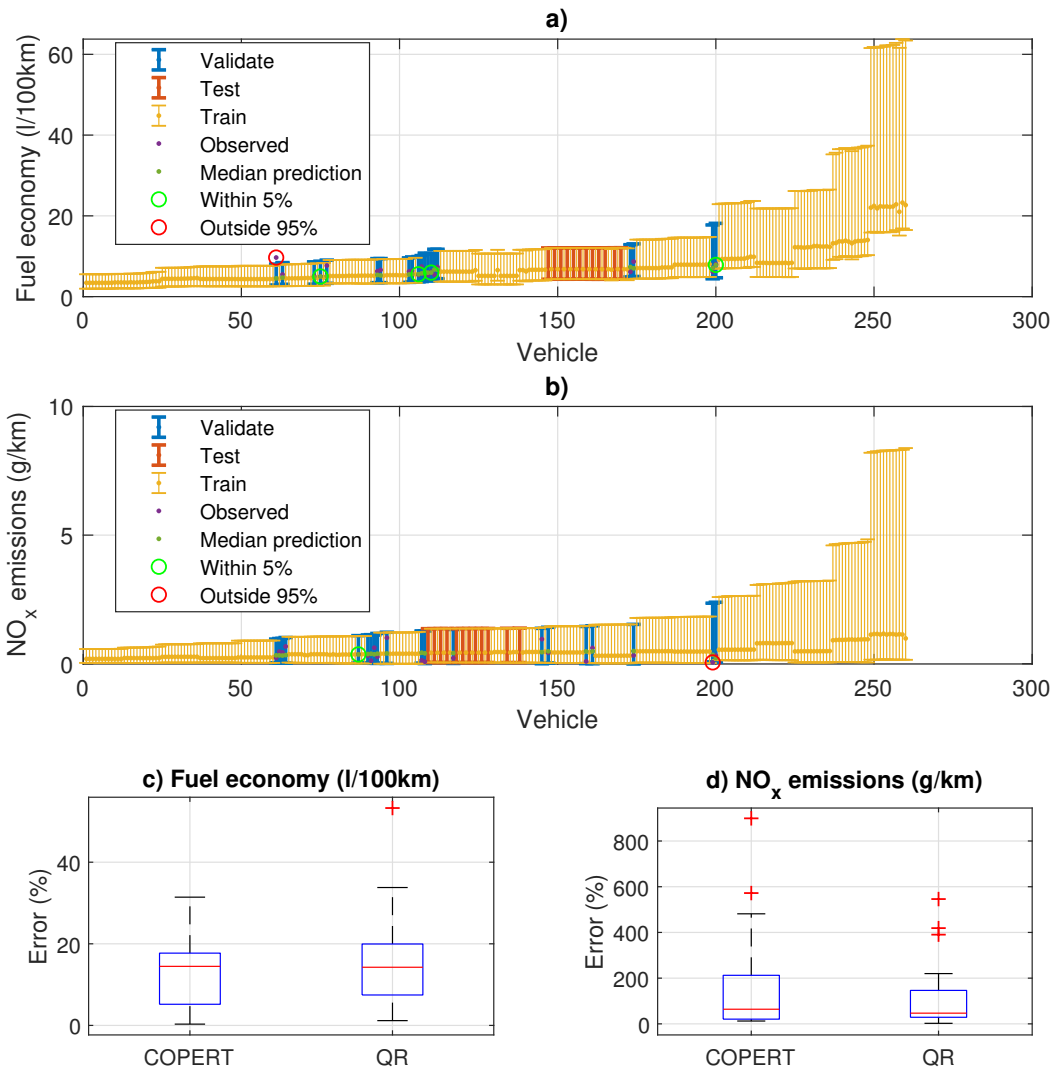 a)
Fuel economy (l/100km)
60
40
20
0
Validate
Test
Train
Observed
Median prediction
Within 5%
Outside 95%
0 50 100 150 200 250 300
Vehicle
b)
NOx emissions (g/km)
10
5
0
Validate
Test
Train
Observed
Median prediction
Within 5%
Outside 95%
0 50 100 150 200 250 300
Vehicle
c) Fuel economy (l/100km)
Error (%)
40
20
0
COPERT QR
d) NOx emissions (g/km)
Error (%)
800
600
400
200
0
COPERT QR